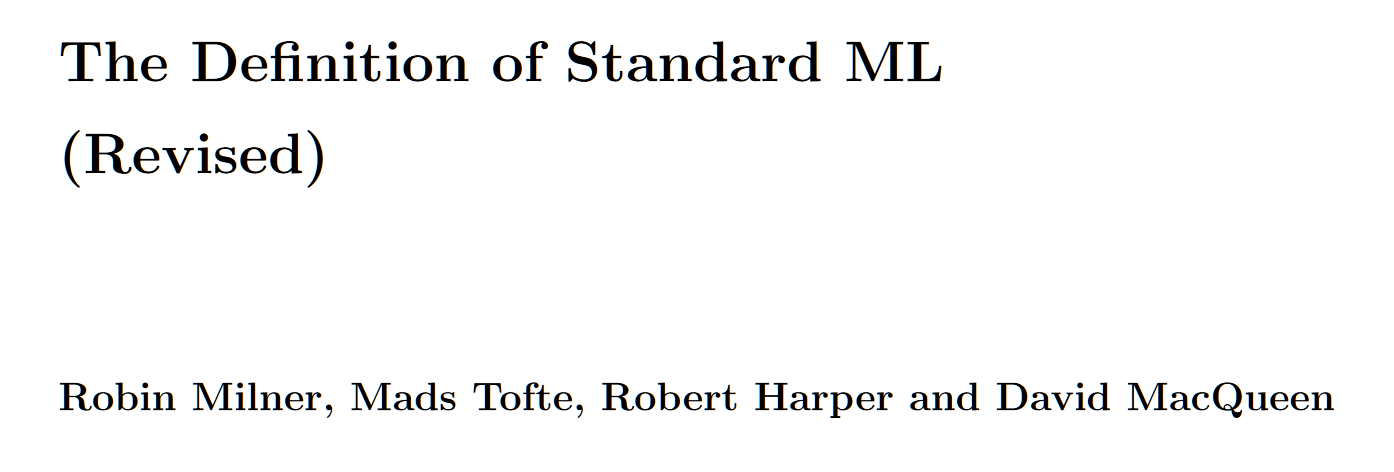 The Definition of Standard ML
(Revised)
Robin Milner, Mads Tofte, Robert Harper and David MacQueen